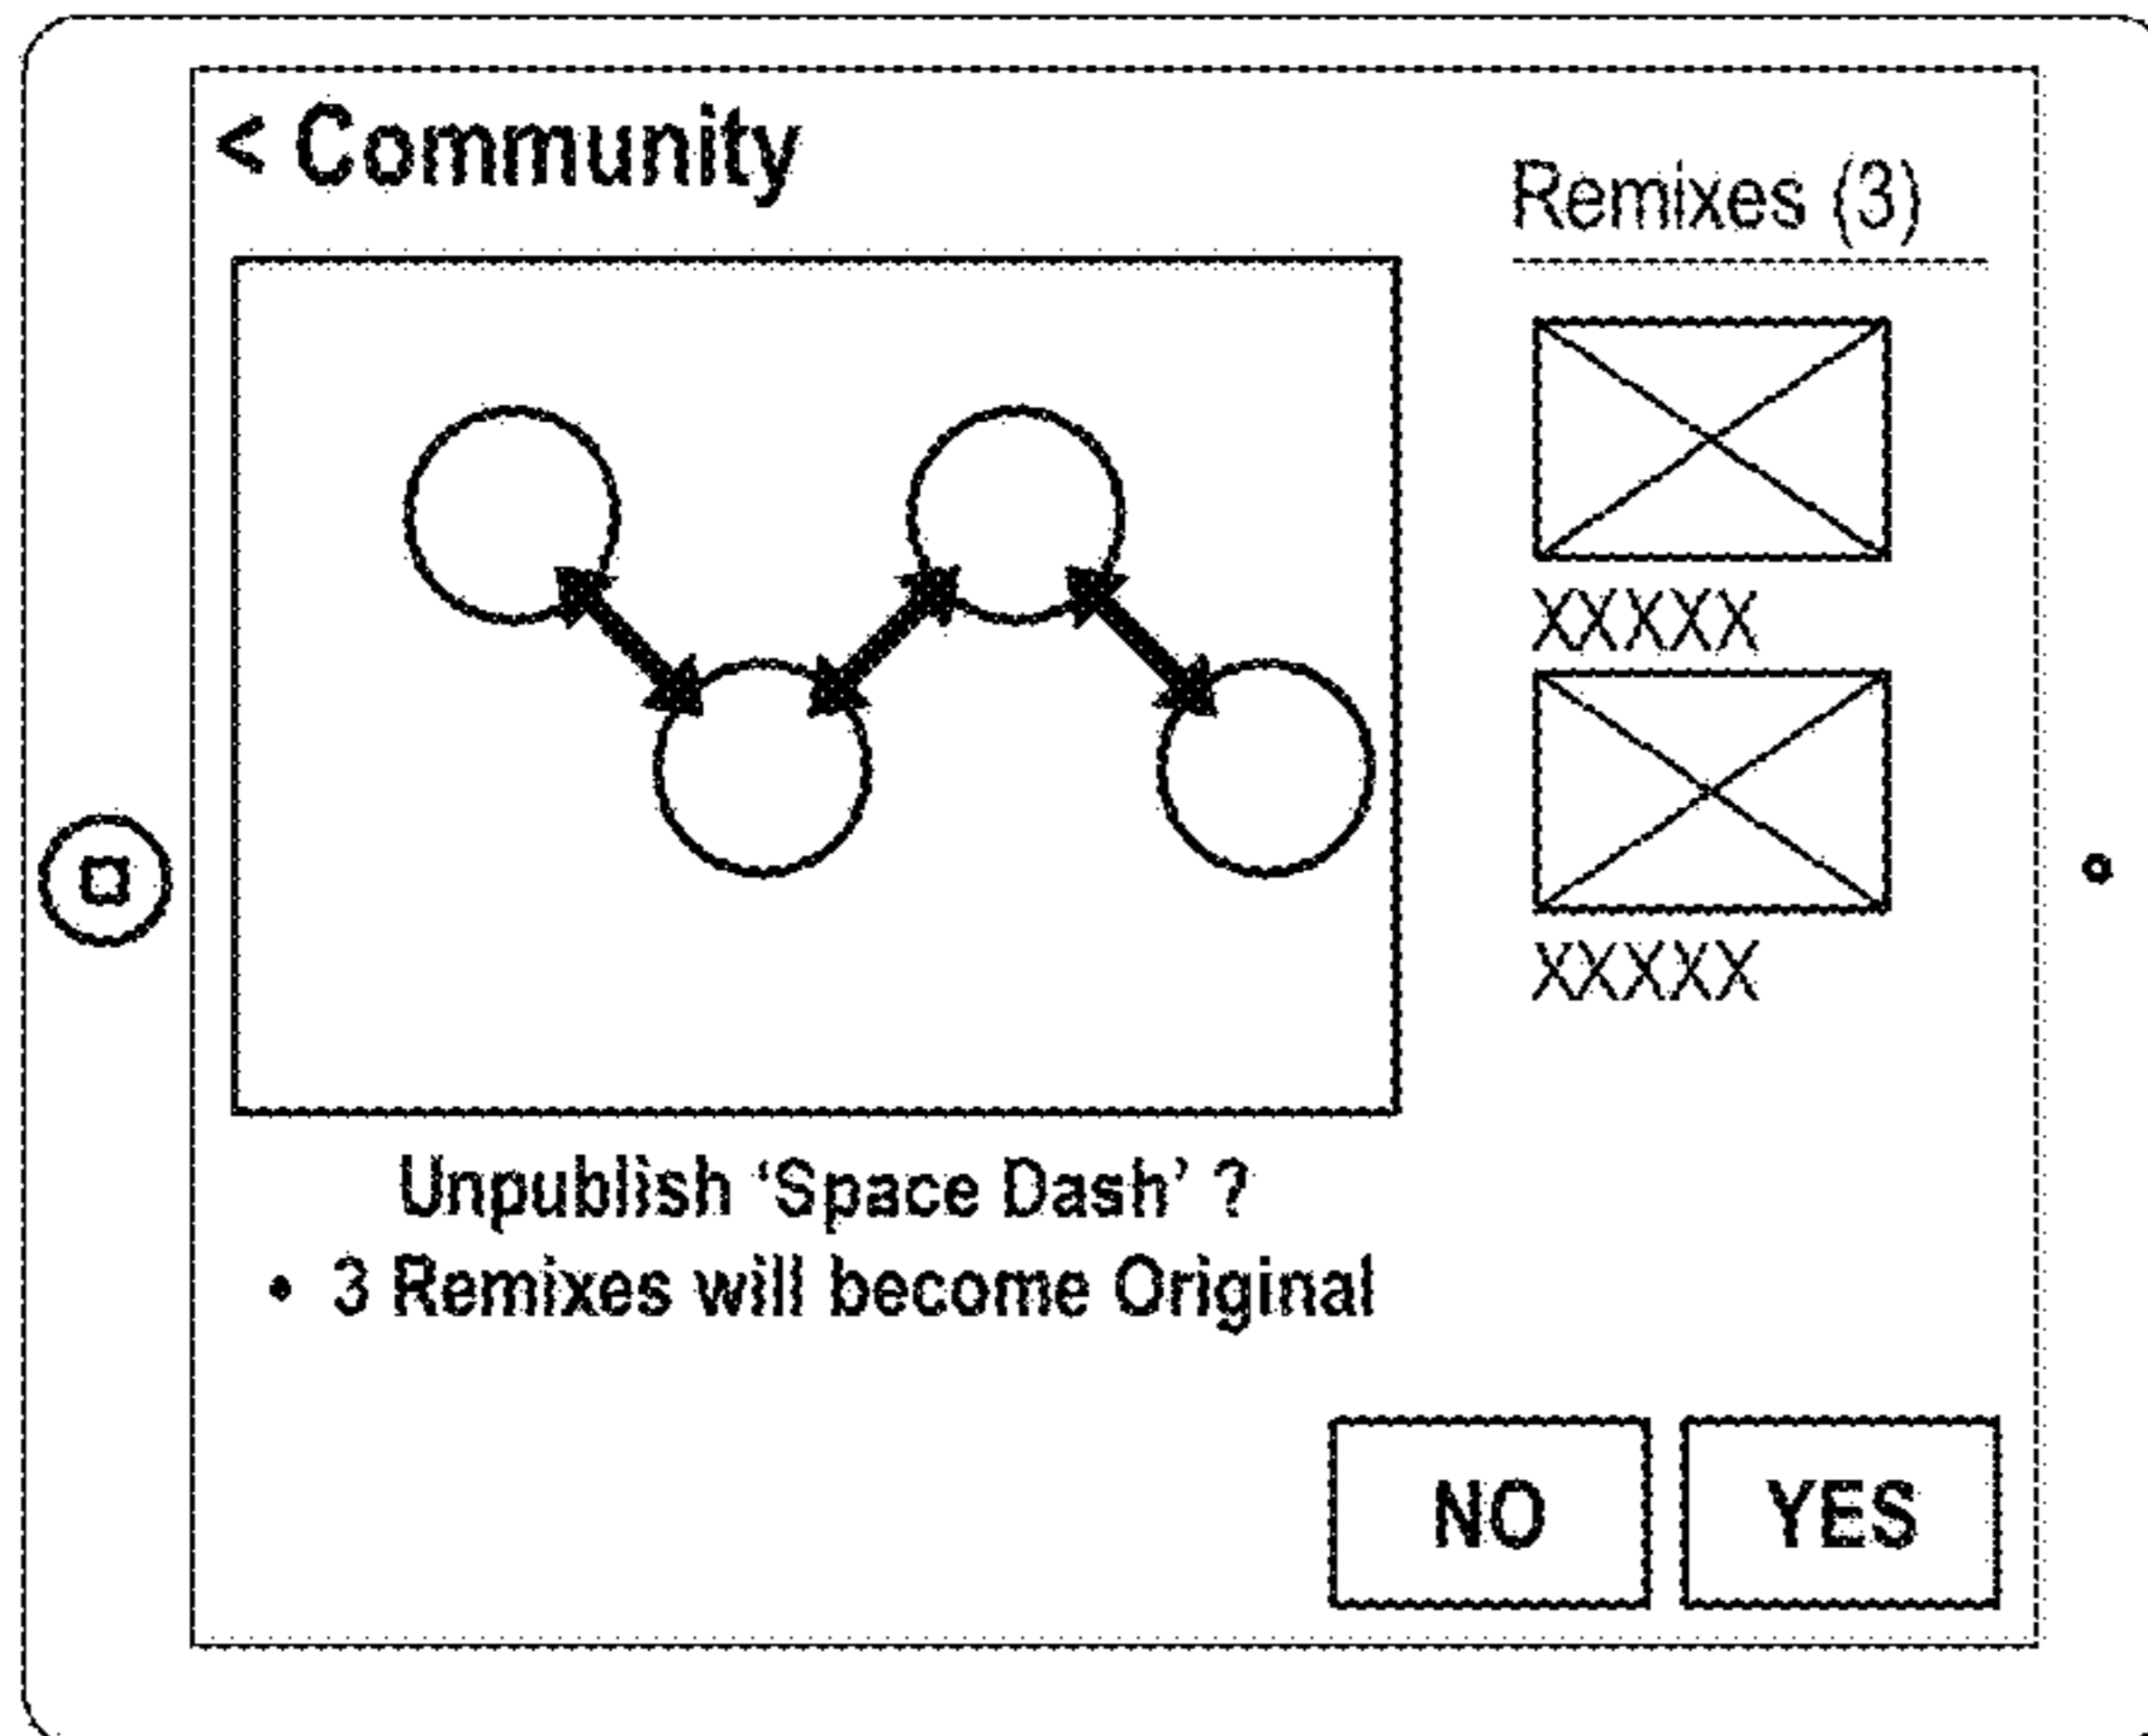 < Community
Remixes (3)
XXXXX
XXXXX
Unpublish ‘Space Dash’ ?
• 3 Remixes will become Original
NO
YES